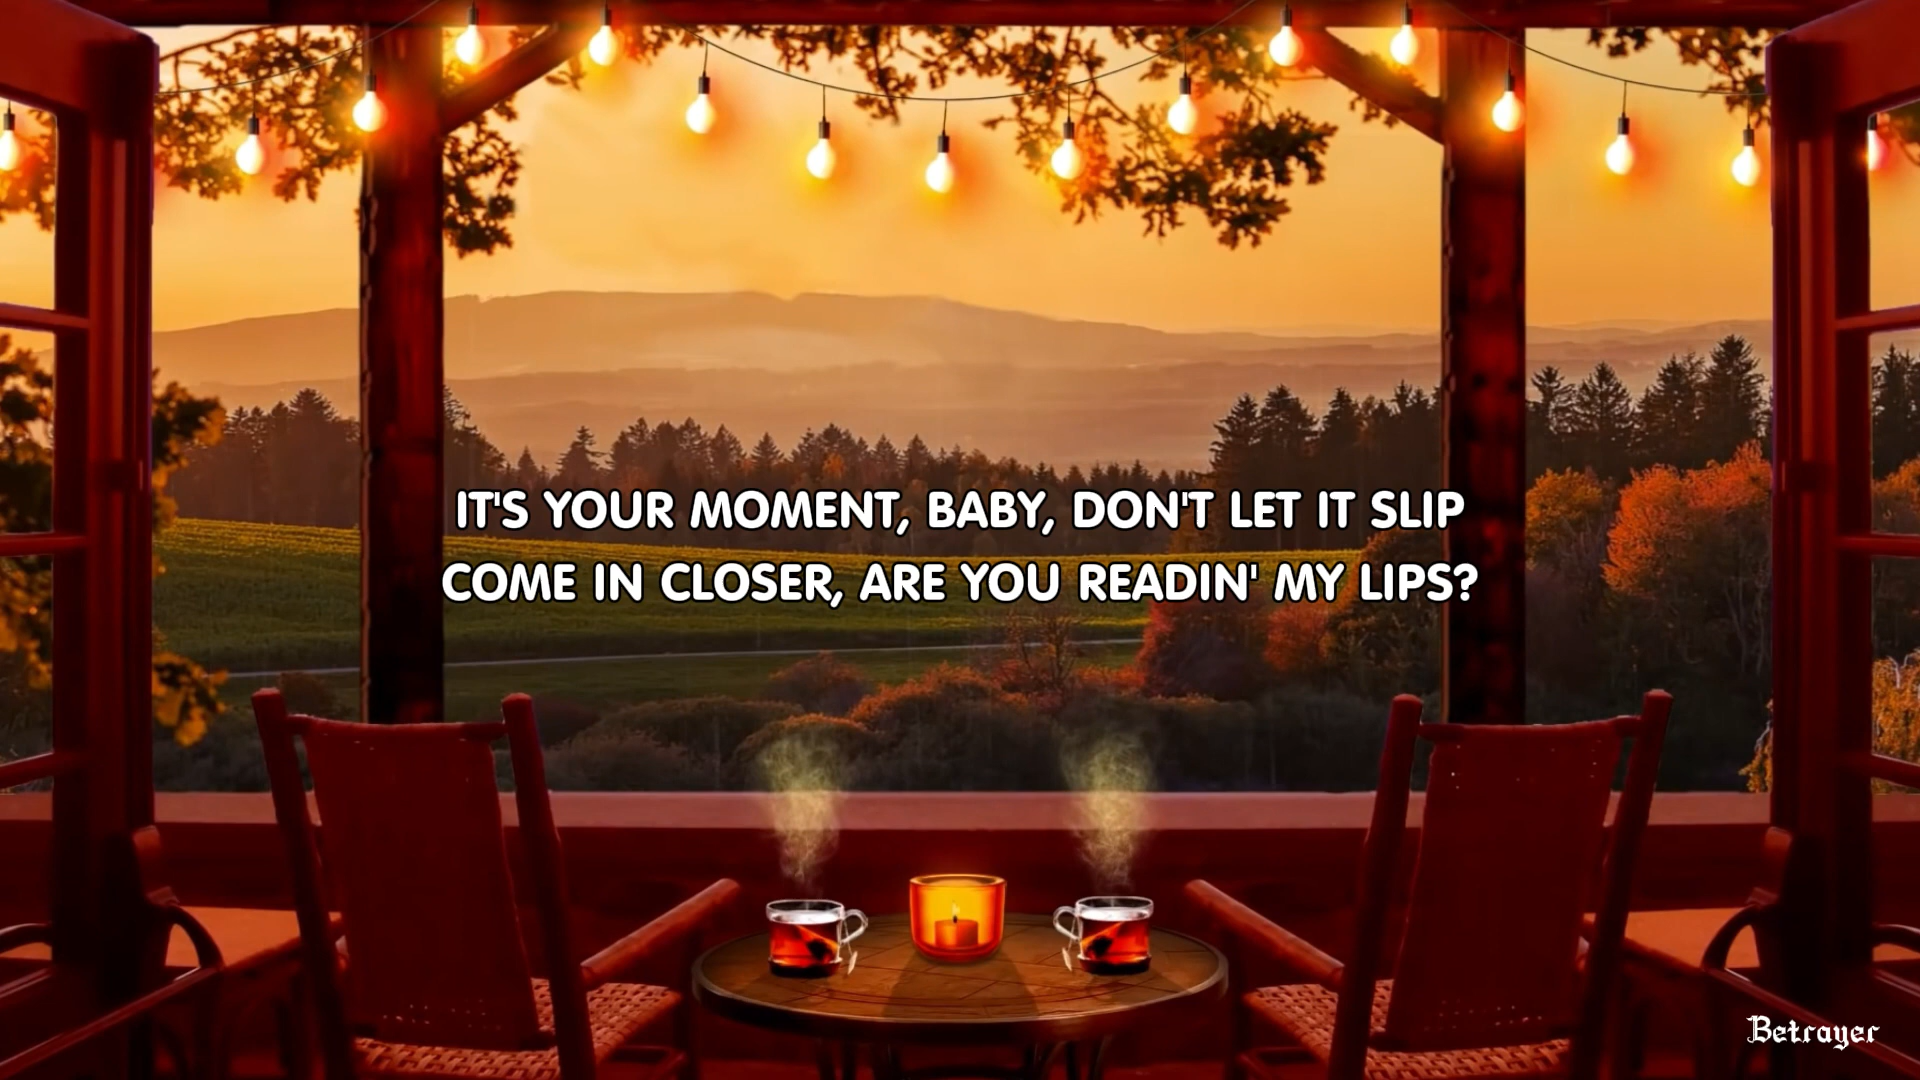 IT'S YOUR MOMENT, BABY, DON'T LET IT SLIP
COME IN CLOSER, ARE YOU READIN' MY LIPS?
Betrayer